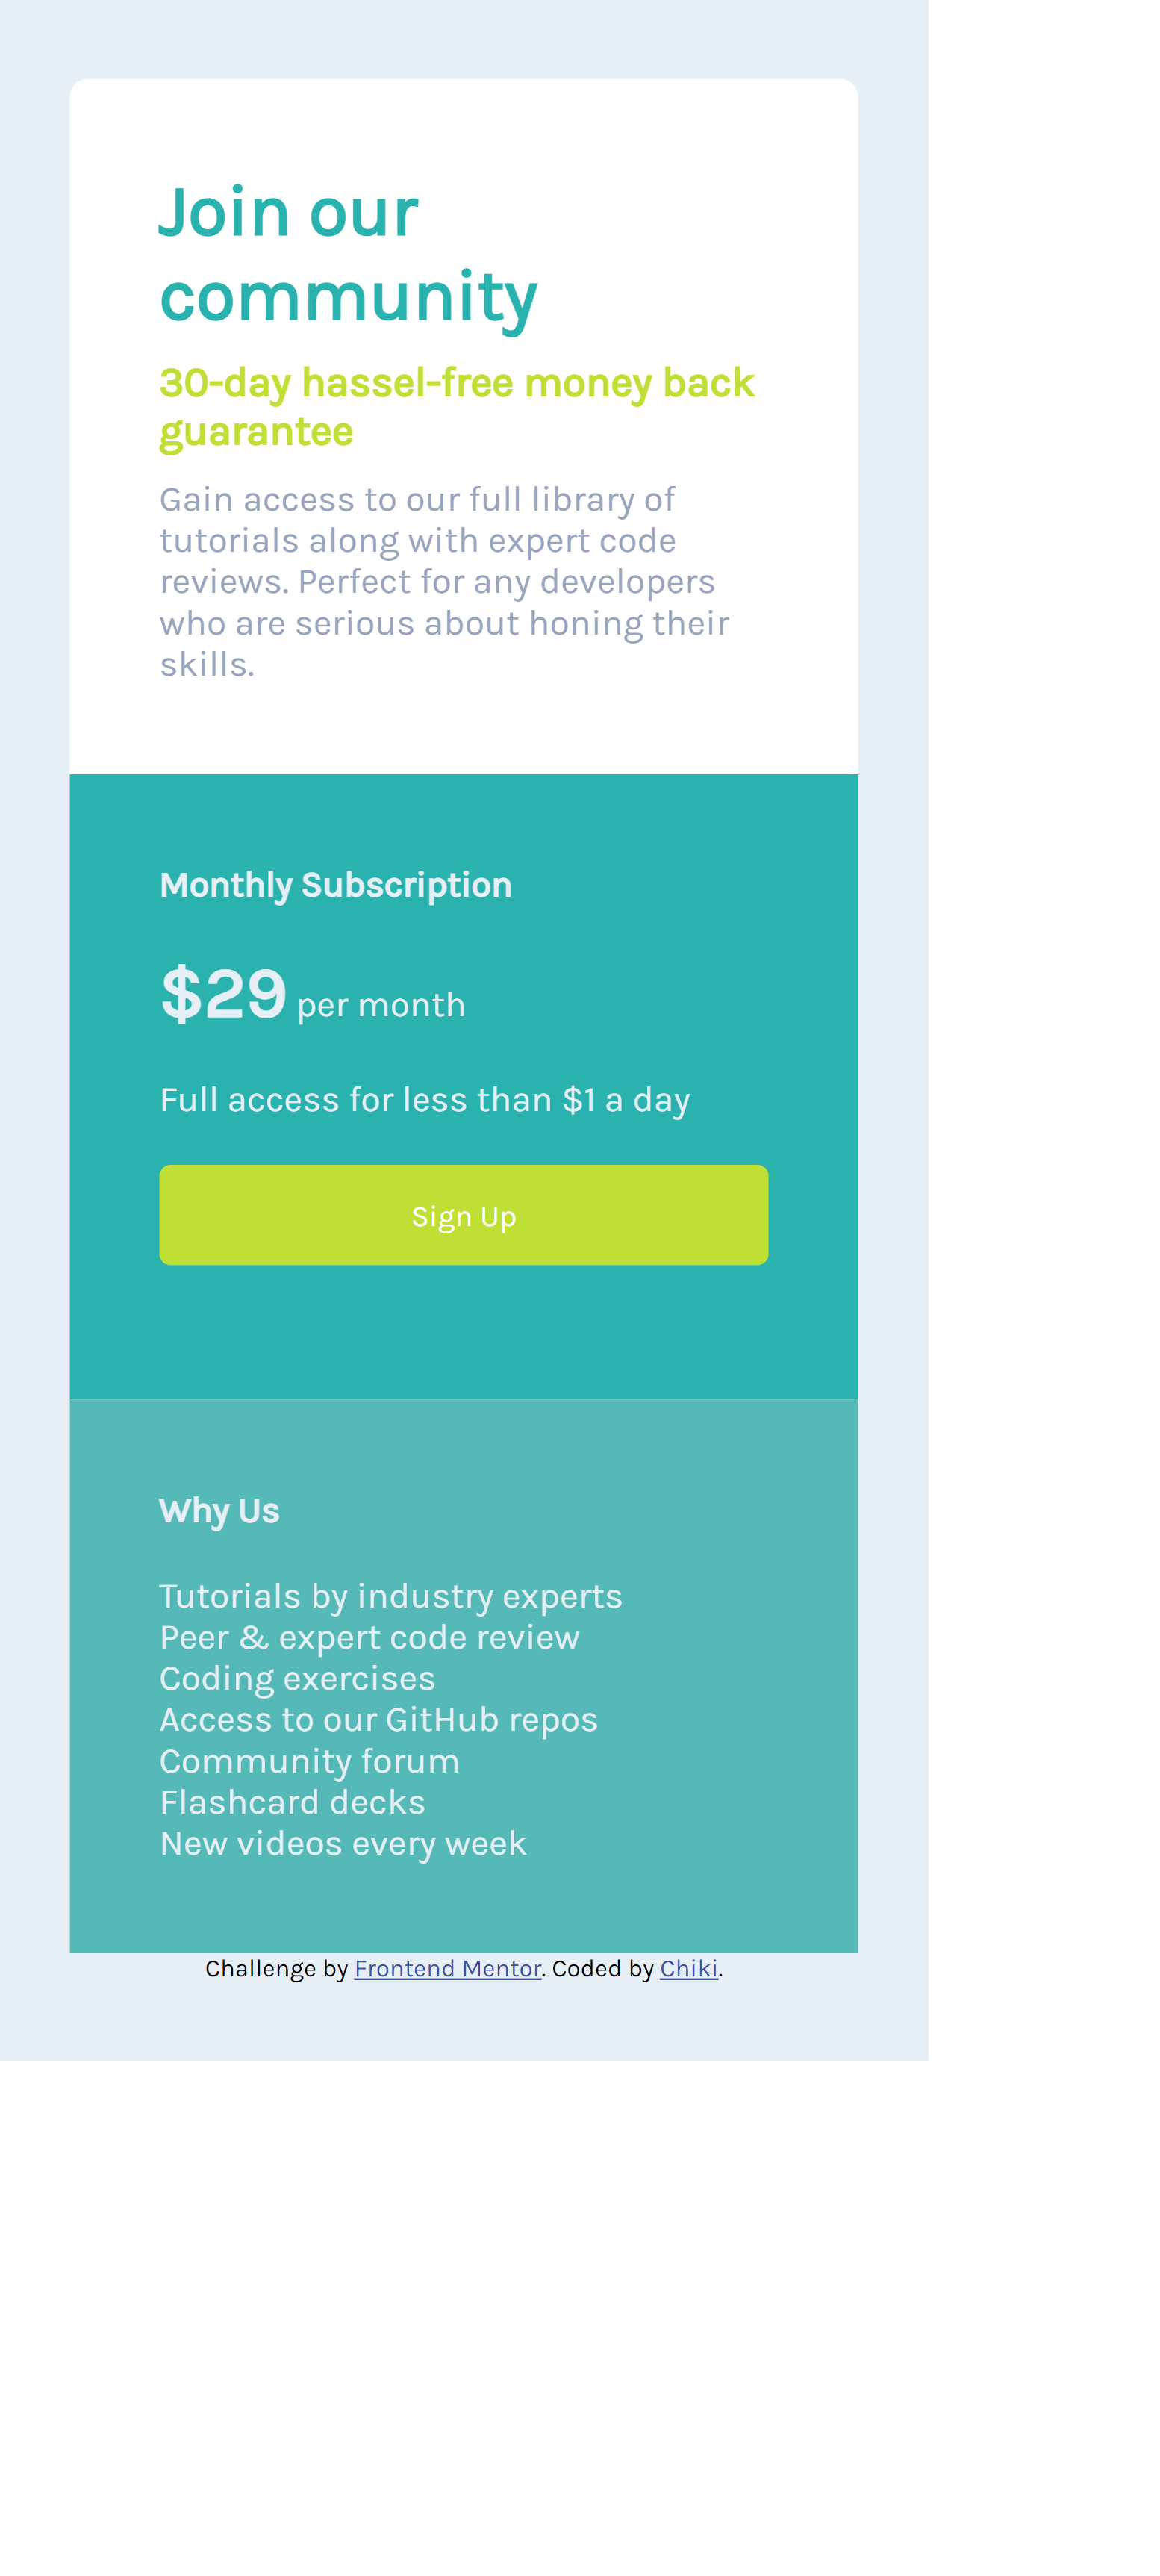 Join our
community
30-day hassel-free money back
guarantee
Gain access to our full library of
tutorials along with expert code
reviews. Perfect for any developers
who are serious about honing their
skills.
Monthly Subscription
$29 per month
Full access for less than $1 a day
Sign Up
Why Us
Tutorials by industry experts
Peer & expert code review
Coding exercises
Access to our GitHub repos
Community forum
Flashcard decks
New videos every week
Challenge by Frontend Mentor. Coded by Chiki.